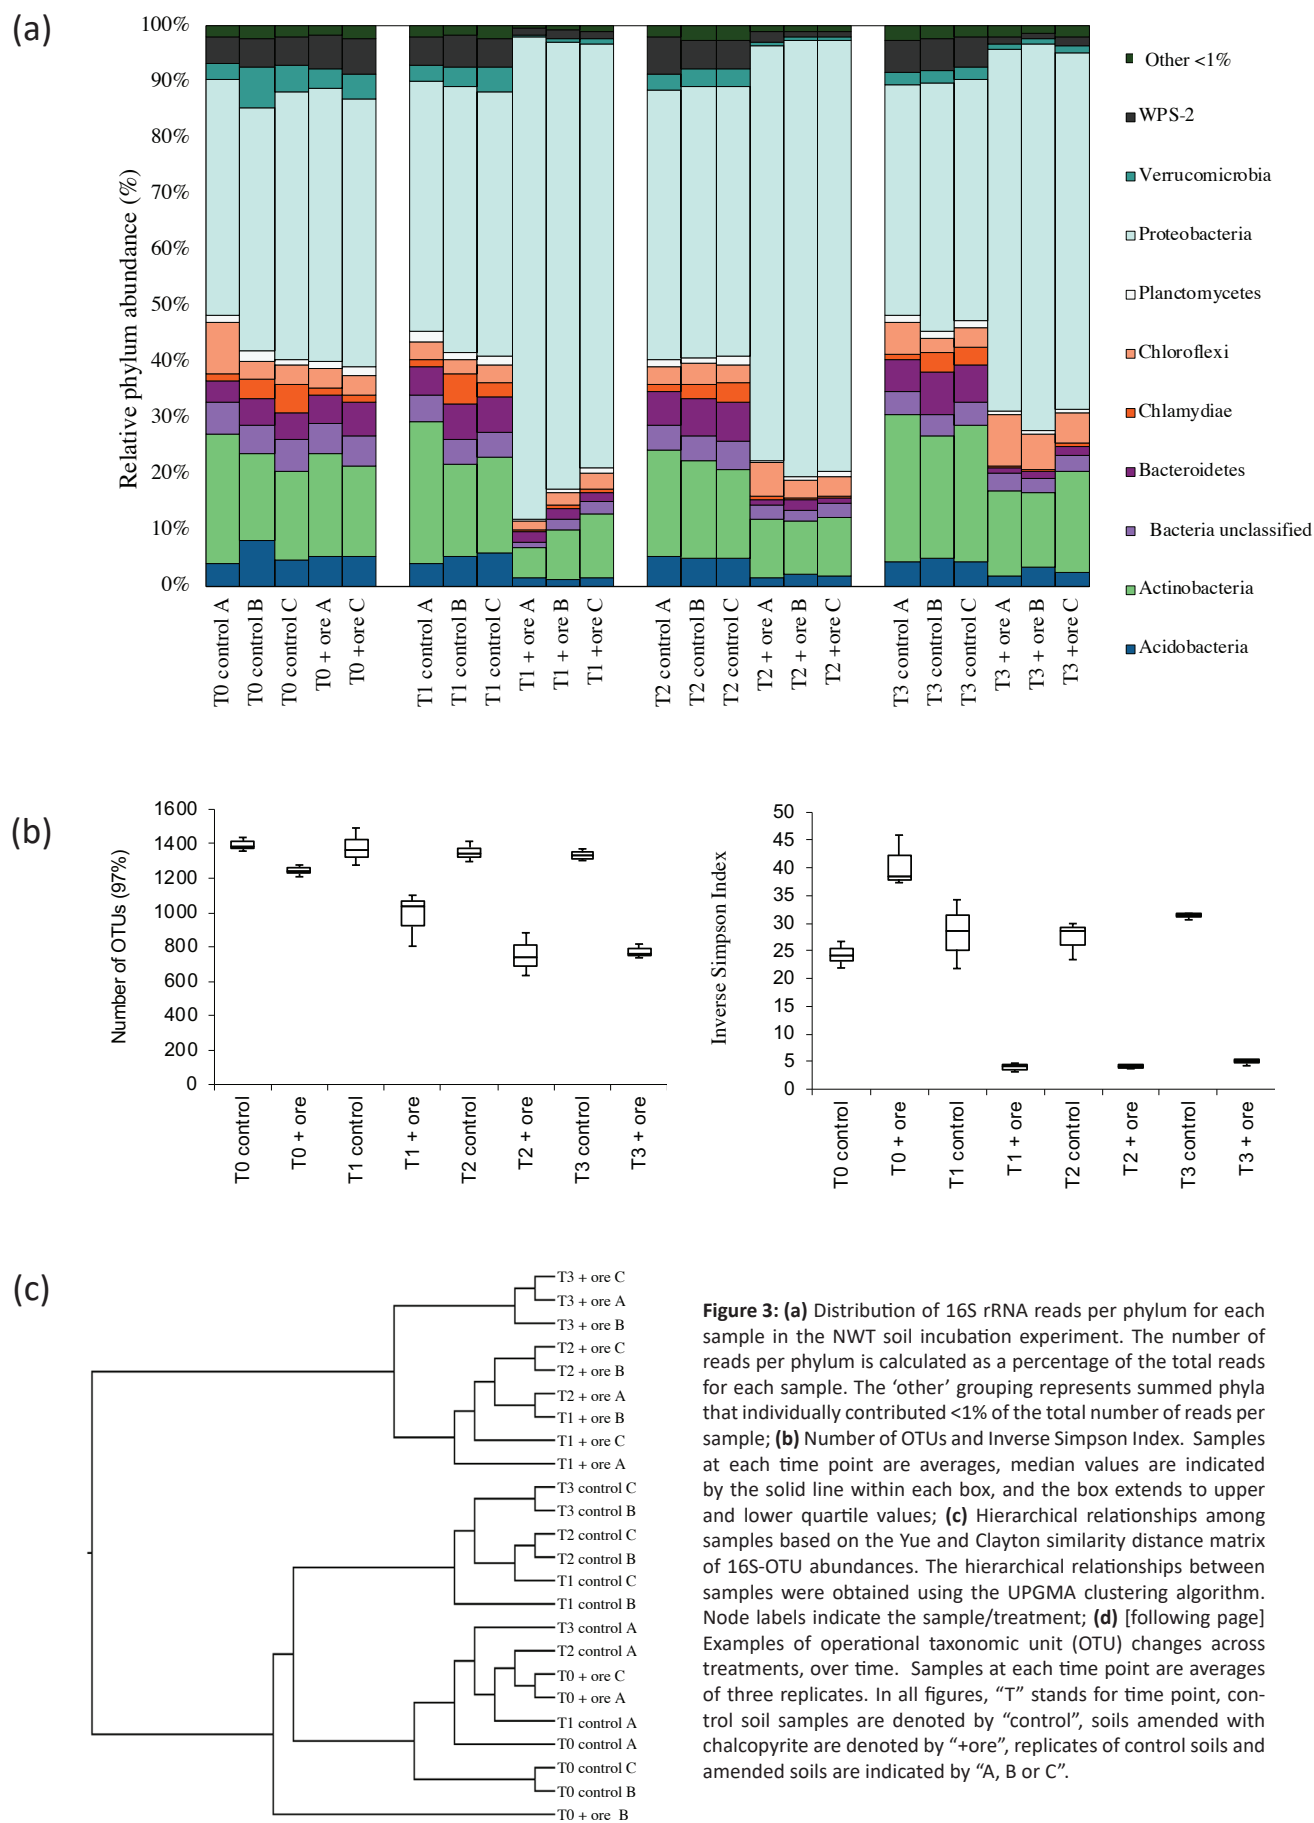 (a)
Relative phylum abundance (%)
100%
90%
80%
70%
60%
50%
40%
30%
20%
10%
0%
T0 control A
T0 control B
T0 control C
T0 + ore A
T0 +ore C
T1 control A
T1 control B
T1 control C
T1 + ore A
T1 + ore B
T1 +ore C
T2 control A
T2 control B
T2 control C
T2 + ore A
T2 + ore B
T2 +ore C
T3 control A
T3 control B
T3 control C
T3 + ore A
T3 + ore B
T3 +ore C
Other <1%
WPS-2
Verrucomicrobia
Proteobacteria
Planctomycetes
Chloroflexi
Chlamydiae
Bacteroidetes
Bacteria unclassified
Actinobacteria
Acidobacteria
(b)
Number of OTUs (97%)
1600
1400
1200
1000
800
600
400
200
0
T0 control
T0 + ore
T1 control
T1 + ore
T2 control
T2 + ore
T3 control
T3 + ore
Inverse Simpson Index
50
45
40
35
30
25
20
15
10
5
0
T0 control
T0 + ore
T1 control
T1 + ore
T2 control
T2 + ore
T3 control
T3 + ore
(c)
T3 + ore C
T3 + ore A
T3 + ore B
T2 + ore C
T2 + ore B
T2 + ore A
T1 + ore B
T1 + ore C
T1 + ore A
T3 control C
T3 control B
T2 control C
T2 control B
T1 control C
T1 control B
T3 control A
T2 control A
T0 + ore C
T0 + ore A
T1 control A
T0 control A
T0 control C
T0 control B
T0 + ore B
Figure 3: (a) Distribution of 16S rRNA reads per phylum for each
sample in the NWT soil incubation experiment. The number of
reads per phylum is calculated as a percentage of the total reads
for each sample. The ‘other’ grouping represents summed phyla
that individually contributed <1% of the total number of reads per
sample; (b) Number of OTUs and Inverse Simpson Index. Samples
at each time point are averages, median values are indicated
by the solid line within each box, and the box extends to upper
and lower quartile values; (c) Hierarchical relationships among
samples based on the Yue and Clayton similarity distance matrix
of 16S-OTU abundances. The hierarchical relationships between
samples were obtained using the UPGMA clustering algorithm.
Node labels indicate the sample/treatment; (d) [following page]
Examples of operational taxonomic unit (OTU) changes across
treatments, over time. Samples at each time point are averages
of three replicates. In all figures, “T” stands for time point, con-
trol soil samples are denoted by “control”, soils amended with
chalcopyrite are denoted by “+ore”, replicates of control soils and
amended soils are indicated by “A, B or C”.